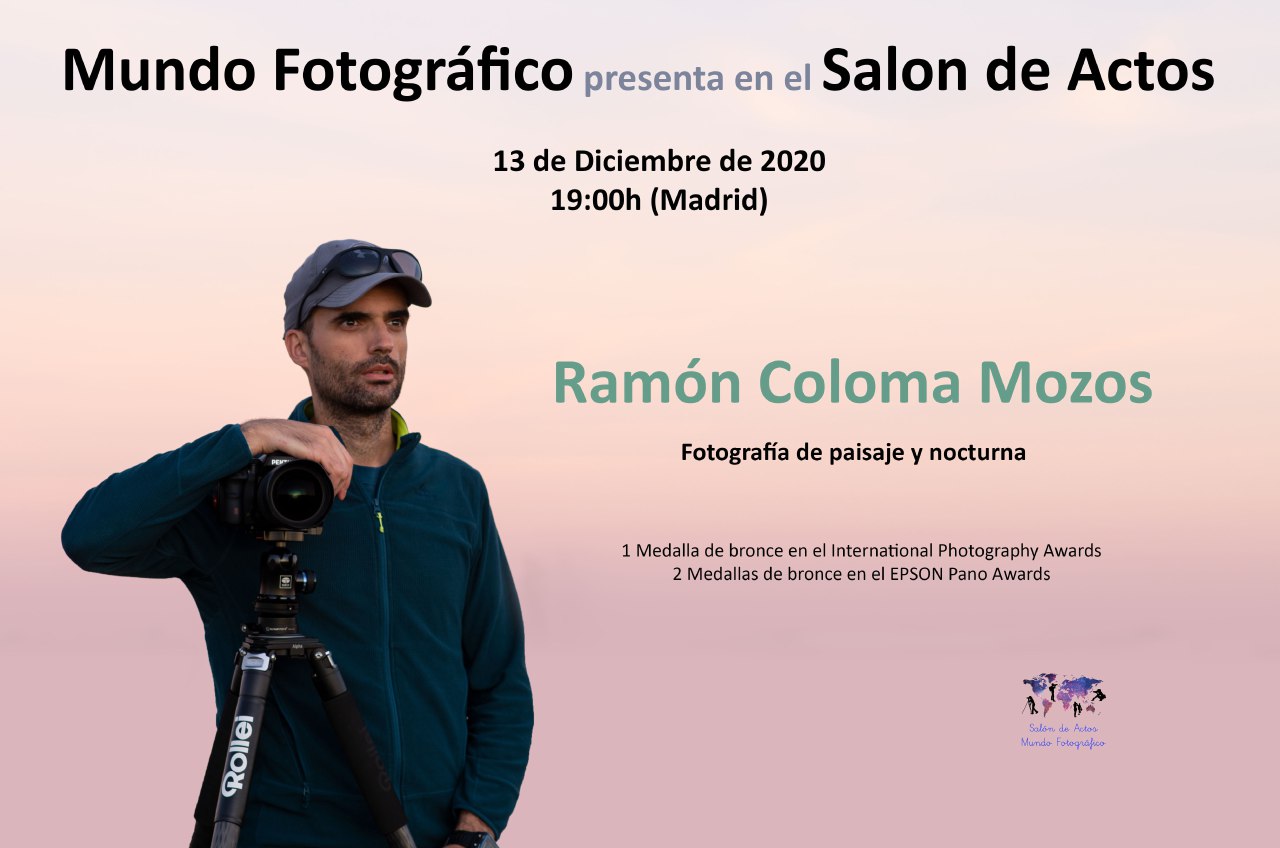 Mundo Fotográfico presenta en el Salon de Actos
13 de Diciembre de 2020
19:00h (Madrid)
Ramón Coloma Mozos
Fotografía de paisaje y nocturna
PENT
1 Medalla de bronce en el International Photography Awards
2 Medallas de bronce en el EPSON Pano Awards
Alpha
Rollei
Salón de Actos
Mundo Fotográfico